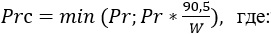 Prc = min (Pr; Pr * 90,5/W), где: